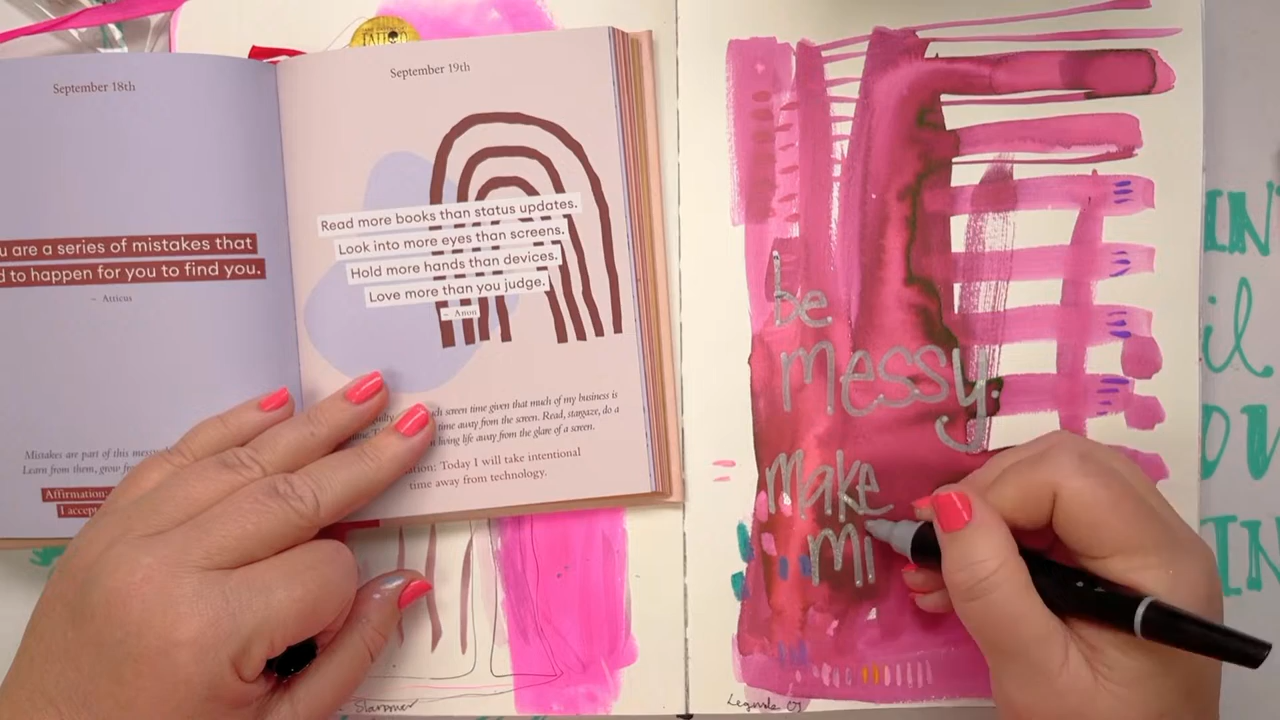 September 18th
are a series of mistakes that
to happen for you to find you.
~ Atticus
Mistakes are part of this
Learn from them, grow
Affirmation:
I accept
September 19th
Read more books than status updates.
Look into more eyes than screens.
Hold more hands than devices.
Love more than you judge.
~ Anon
screen time given that much of my business is
time away from the screen. Read, stargaze, do a
living life away from the glare of a screen.
Today I will take intentional
time away from technology.
be
messy.
Make
Mi
IN
IN